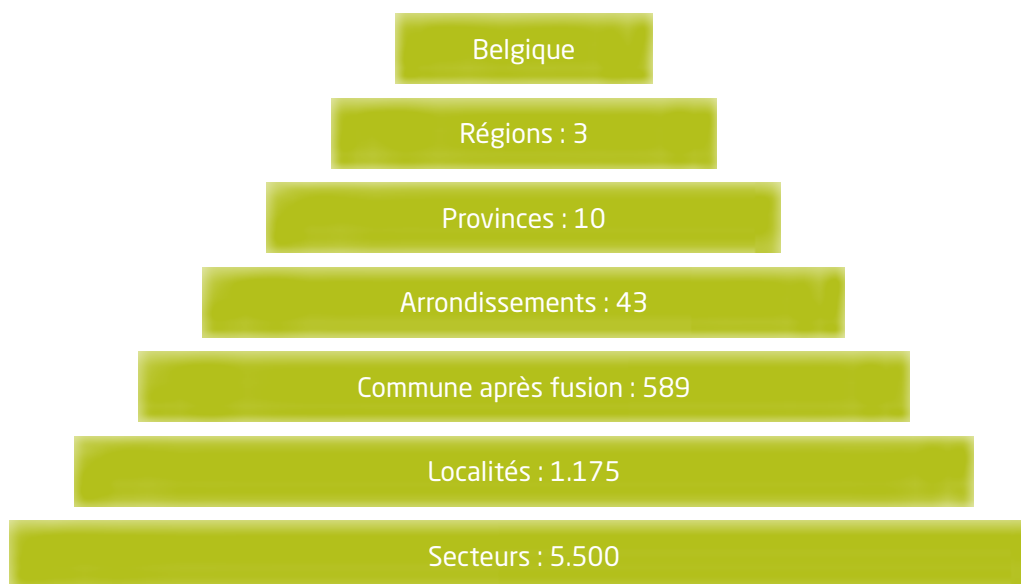 Belgique
Régions : 3
Provinces : 10
Arrondissements : 43
Commune après fusion : 589
Localités : 1.175
Secteurs : 5.500